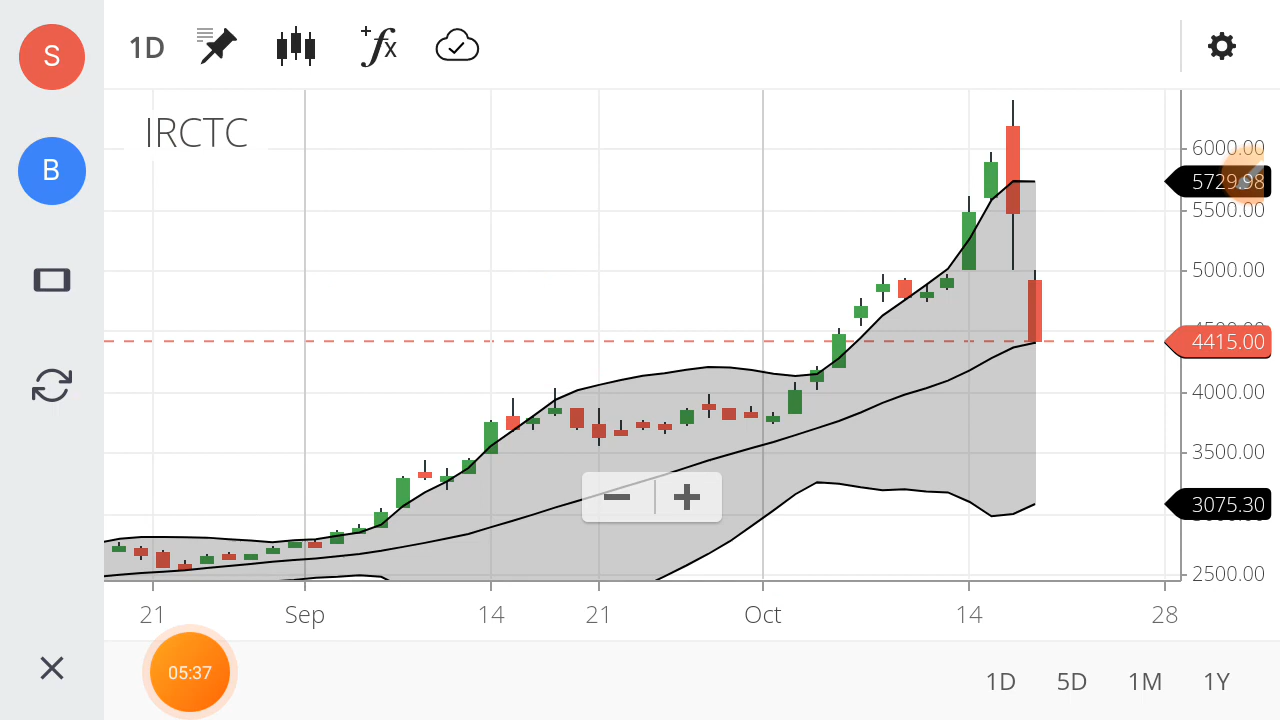 S
B
1D
+
fx
IRCTC
6000.00
5729.98
5500.00
5000.00
4415.00
4000.00
3500.00
3075.30
2500.00
21 Sep 14 21 Oct 14 28
05:37
1D 5D 1M 1Y